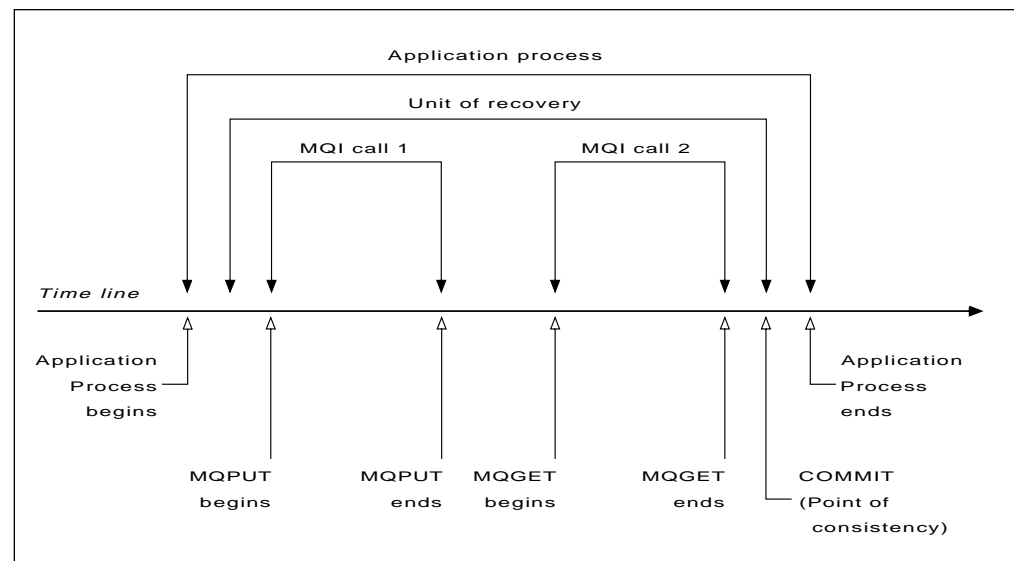 Application process
Unit of recovery
MQI call 1
MQI call 2
Time line
Application
Process
begins
Application
Process
ends
MQPUT
begins
MQPUT
ends
MQGET
begins
MQGET
ends
COMMIT
(Point of
consistency)